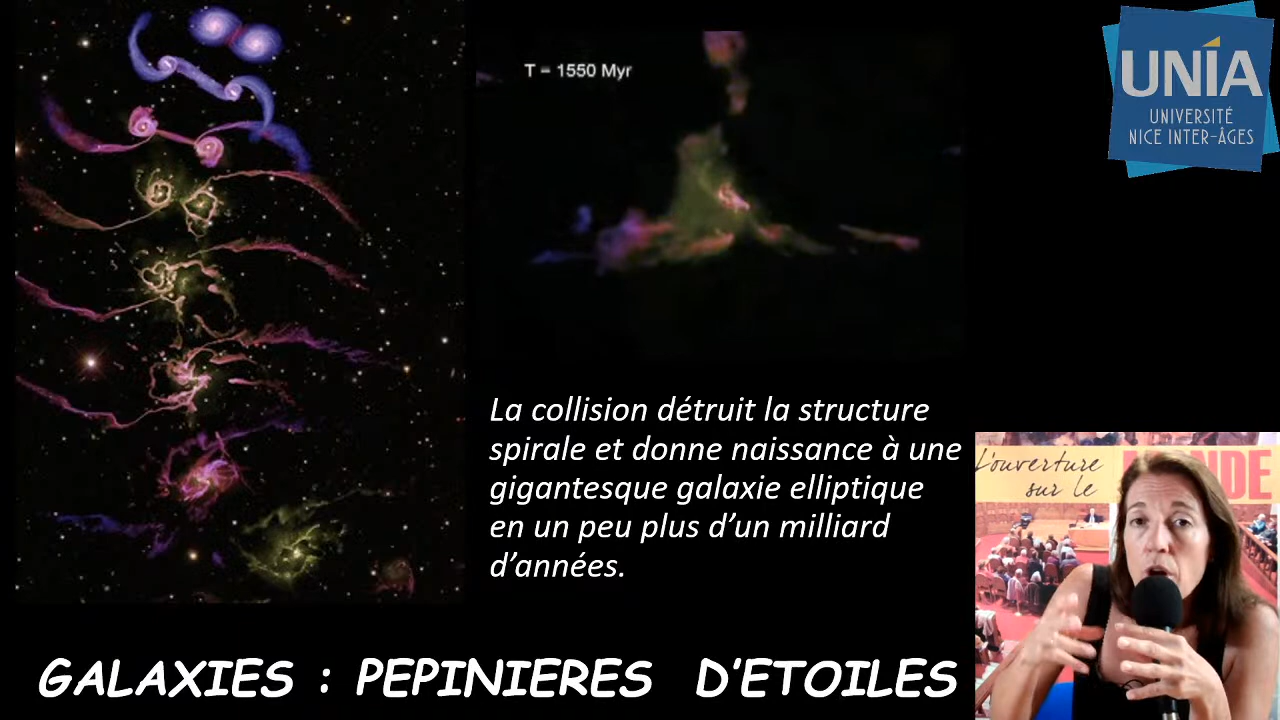 T = 1550 Myr
UNIA
UNIVERSITÉ
NICE INTER-ÂGES
La collision détruit la structure
spirale et donne naissance à une
gigantesque galaxie elliptique
en un peu plus d’un milliard
d’années.
L'ouverture
sur le
MONDE
GALAXIES : PEPINIERES D’ETOILES